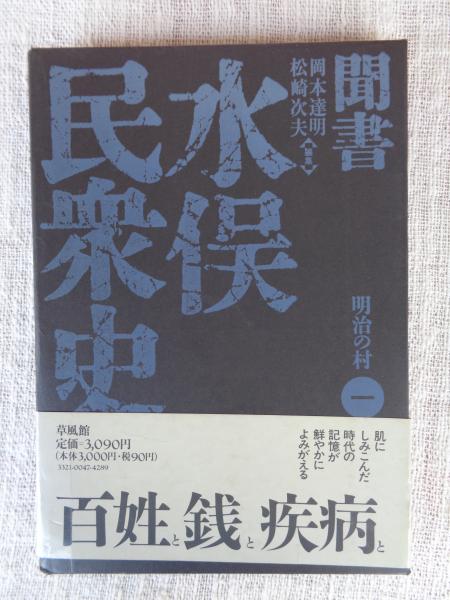 聞書
水俣
民衆史
岡本達明
松崎次夫
【編集】
明治の村
一
肌に
しみこんだ
時代の
記憶が
鮮やかに
よみがえる
草風館
定価=3,090円
(本体3,000円・税90円)
3321-0047-4289
百姓と銭と疾病と